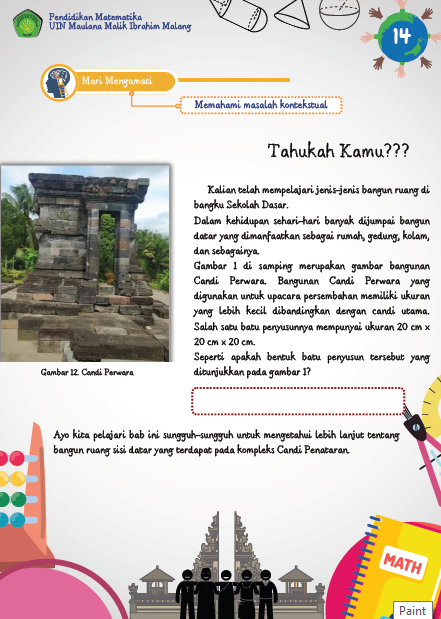 Pendidikan Matematika
UIN Maulana Malik Ibrahim Malang
14
Mari Mengamati
Memahami masalah kontekstual
Tahukah Kamu???
Kalian telah mempelajari jenis-jenis bangun ruang di
bangku Sekolah Dasar.
Dalam kehidupan sehari-hari banyak dijumpai bangun
datar yang dimanfaatkan sebagai rumah, gedung, kolam,
dan sebagainya.
Gambar 1 di samping merupakan gambar bangunan
Candi Perwara. Bangunan Candi Perwara yang
digunakan untuk upacara persembahan memiliki ukuran
yang lebih kecil dibandingkan dengan candi utama.
Salah satu batu penyusunnya mempunyai ukuran 20 cm x
20 cm x 20 cm.
Seperti apakah bentuk batu penyusun tersebut yang
ditunjukkan pada gambar 1?
Gambar 12. Candi Perwara
Ayo kita pelajari bab ini sungguh-sungguh untuk mengetahui lebih lanjut tentang
bangun ruang sisi datar yang terdapat pada kompleks Candi Penataran.
MATH
Paint